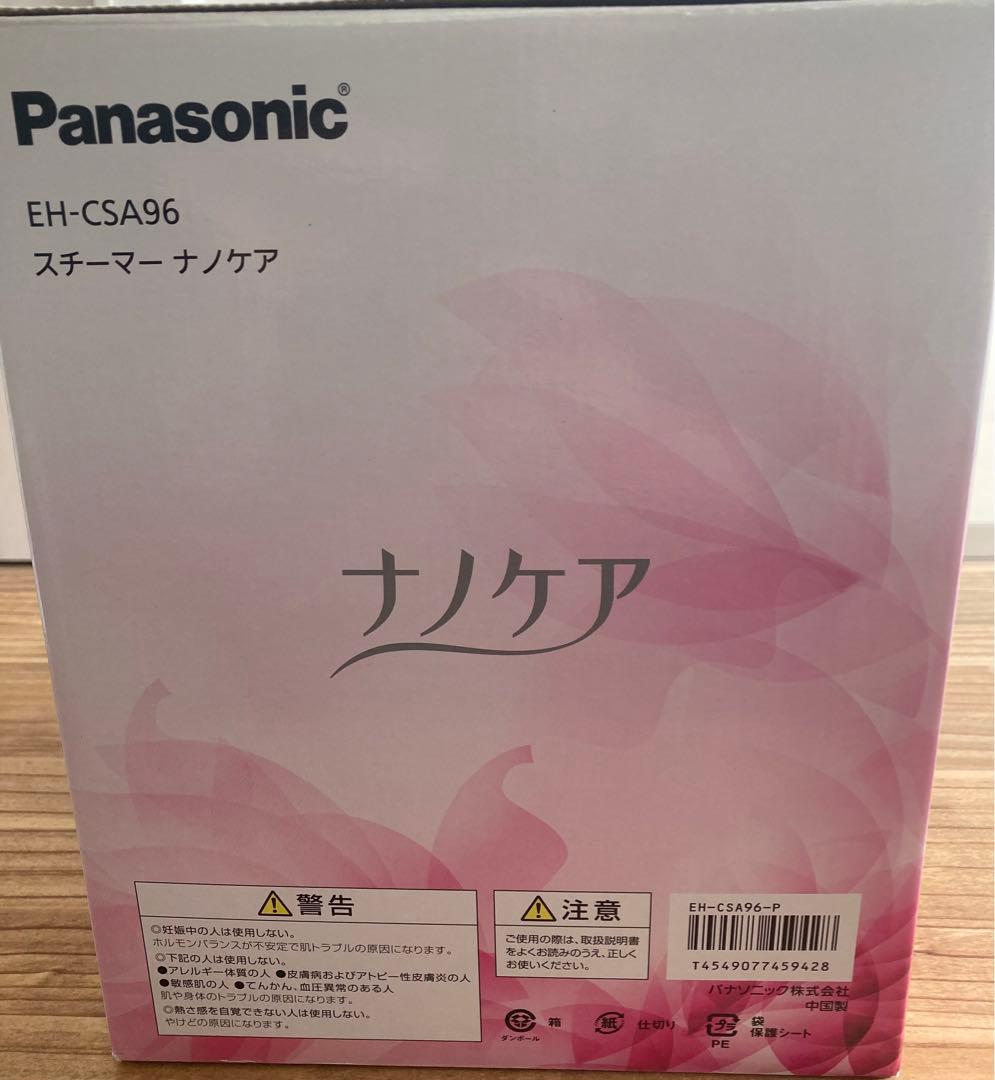 Panasonic®
EH-CSA96
スチーマー ナノケア
ナノケア
警告
◎妊娠中の人は使用しない。
ホルモンバランスが不安定で肌トラブルの原因になります。
◎下記の人は使用しない。
●アレルギー体質の人 ●皮膚病およびアトピー性皮膚炎の人
●敏感肌の人 ●てんかん、血圧異常のある人
肌や身体のトラブルの原因になります。
◎熱さ感を自覚できない人は使用しない。
やけどの原因になります。
注意
ご使用の際は、取扱説明書
をよくお読みのうえ、正しく
お使いください。
EH-CSA96-P
T4549077459428
パナソニック株式会社
中国製
ダンボール
箱
紙
仕切り
プラ
PE
袋
保護シート